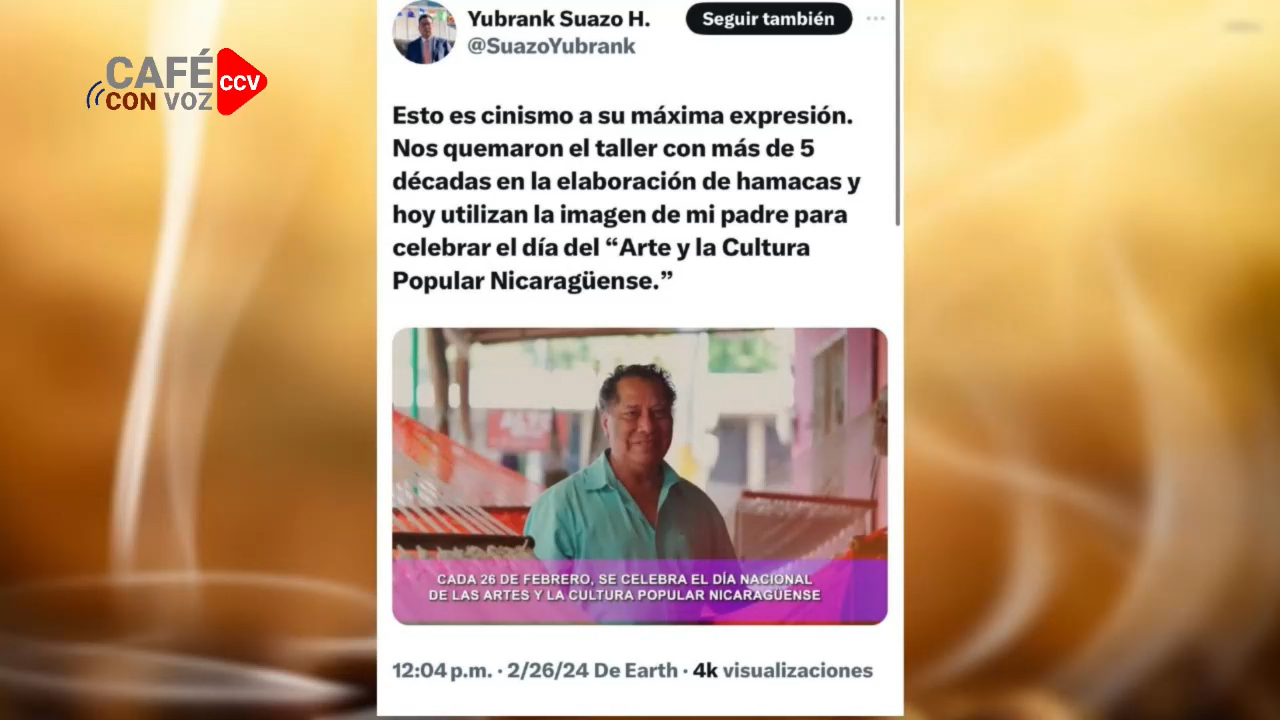 CAFÉ
CON VOZ
CCV
Yubrank Suazo H.
@SuazoYubrank
Seguir también
Esto es cinismo a su máxima expresión.
Nos quemaron el taller con más de 5
décadas en la elaboración de hamacas y
hoy utilizan la imagen de mi padre para
celebrar el día del “Arte y la Cultura
Popular Nicaragüense.”
CADA 26 DE FEBRERO, SE CELEBRA EL DÍA NACIONAL
DE LAS ARTES Y LA CULTURA POPULAR NICARAGÜENSE
12:04 p.m. · 2/26/24 De Earth · 4k visualizaciones